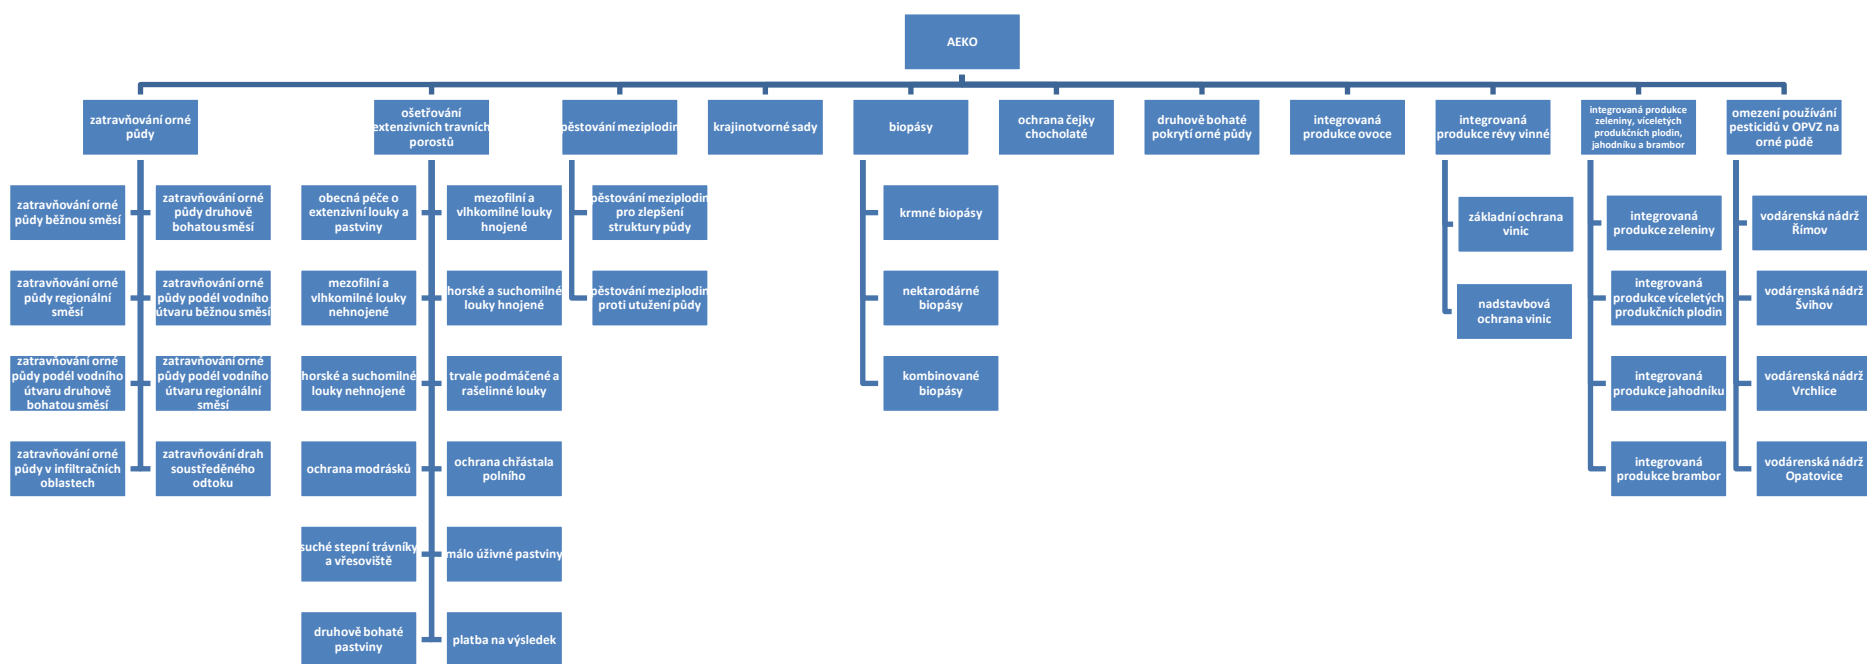 AEKO
zatravňování orné
půdy
ošetřování
extenzivních travních
porostů
pěstování meziplodin
krajinotvorné sady
biopásy
ochrana čejky
chocholaté
druhově bohaté
pokrytí orné půdy
integrovaná
produkce ovoce
integrovaná
produkce révy vinné
integrovaná produkce
zeleniny, víceletých
produkčních plodin,
jahodníku a brambor
omezení používání
pesticidů v OPVZ na
orné půdě
zatravňování orné
půdy běžnou směsí
zatravňování orné
půdy druhově
bohatou směsí
zatravňování orné
půdy regionální
směsí
zatravňování orné
půdy podél vodního
útvaru běžnou směsí
zatravňování orné
půdy podél vodního
útvaru druhově
bohatou směsí
zatravňování orné
půdy podél vodního
útvaru regionální
směsí
zatravňování orné
půdy v infiltračních
oblastech
zatravňování drah
soustředěného
odtoku
obecná péče o
extenzivní louky a
pastviny
mezofilní a
vlhkomilné louky
hnojené
mezofilní a
vlhkomilné louky
nehnojené
horské a suchomilné
louky hnojené
horské a suchomilné
louky nehnojené
trvale podmáčené a
rašelinné louky
ochrana modrásků
ochrana chřástala
polního
suché stepní trávníky
a vřesoviště
málo úživné pastviny
druhově bohaté
pastviny
platba na výsledek
pěstování meziplodin
pro zlepšení
struktury půdy
pěstování meziplodin
proti utužení půdy
krmné biopásy
nektarodárné
biopásy
kombinované
biopásy
základní ochrana
vinic
nadstavbová
ochrana vinic
integrovaná
produkce zeleniny
integrovaná
produkce víceletých
produkčních plodin
integrovaná
produkce jahodníku
integrovaná
produkce brambor
vodárenská nádrž
Římov
vodárenská nádrž
Švihov
vodárenská nádrž
Vrchlice
vodárenská nádrž
Opatovice